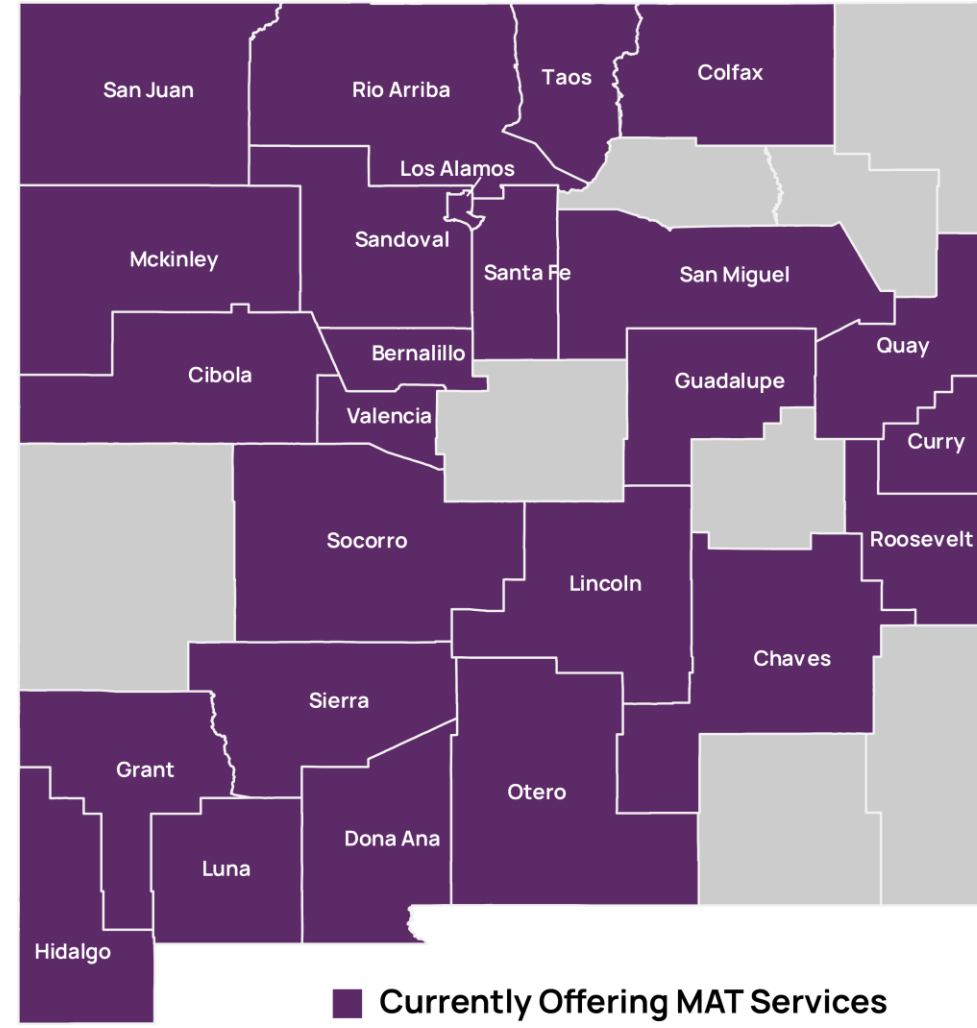 San Juan
Rio Arriba
Taos
Colfax
Los Alamos
Mckinley
Sandoval
Santa Fe
San Miguel
Cibola
Bernalillo
Valencia
Guadalupe
Quay
Curry
Socorro
Lincoln
Roosevelt
Chaves
Sierra
Grant
Otero
Dona Ana
Luna
Hidalgo
Currently Offering MAT Services